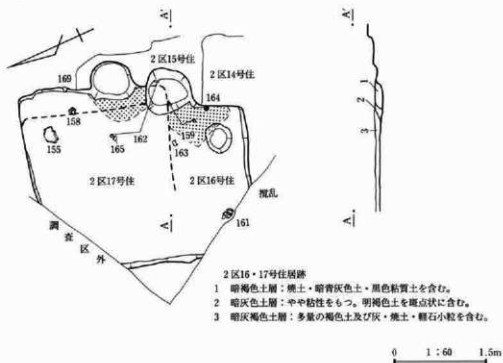 A′
A′
2区15号住
169
2区14号住
164
158
159
155
165
162
163
1
2
3
2区17号住
2区16号住
攪乱
161
調査区外
A
A
2区16・17号住居跡
1 暗褐色土層：焼土・暗青灰色土・黒色粘質土を含む。
2 暗灰色土層：やや粘性をもつ。明褐色土を斑点状に含む。
3 暗灰褐色土層：多量の褐色土及び灰・焼土・軽石小粒を含む。
0 1：60 1.5m